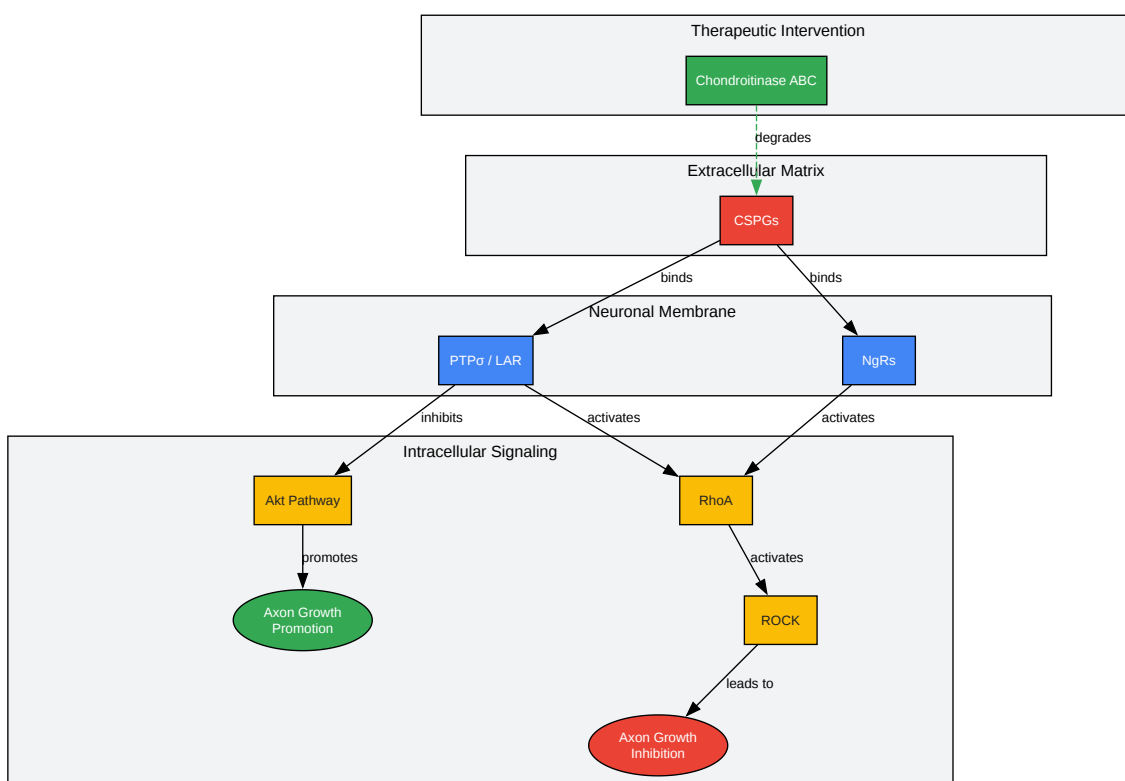 Therapeutic Intervention
Chondroitinase ABC
degrades
Extracellular Matrix
CSPGs
binds
binds
Neuronal Membrane
PTPσ / LAR
NgRs
inhibits
activates
activates
Intracellular Signaling
Akt Pathway
RhoA
promotes
activates
Axon Growth
Promotion
ROCK
leads to
Axon Growth
Inhibition